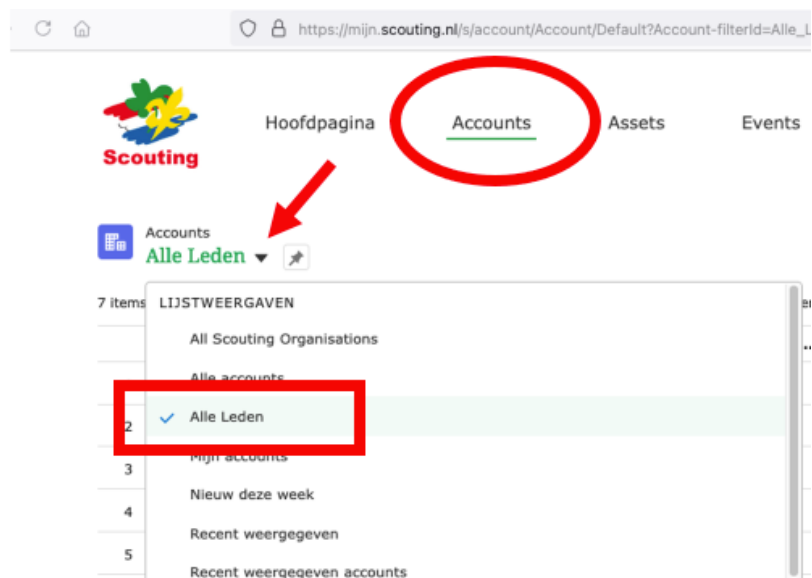 https://mijn.scouting.nl/s/account/Account/Default?Account-filterId=Alle_L
Scouting
Hoofdpagina Accounts Assets Events
Accounts
Alle Leden
7 items
LIJSTWEERGAVEN
All Scouting Organisations
Alle accounts
2 Alle Leden
3 Mijn accounts
Nieuw deze week
4
Recent weergegeven
5
Recent weergegeven accounts